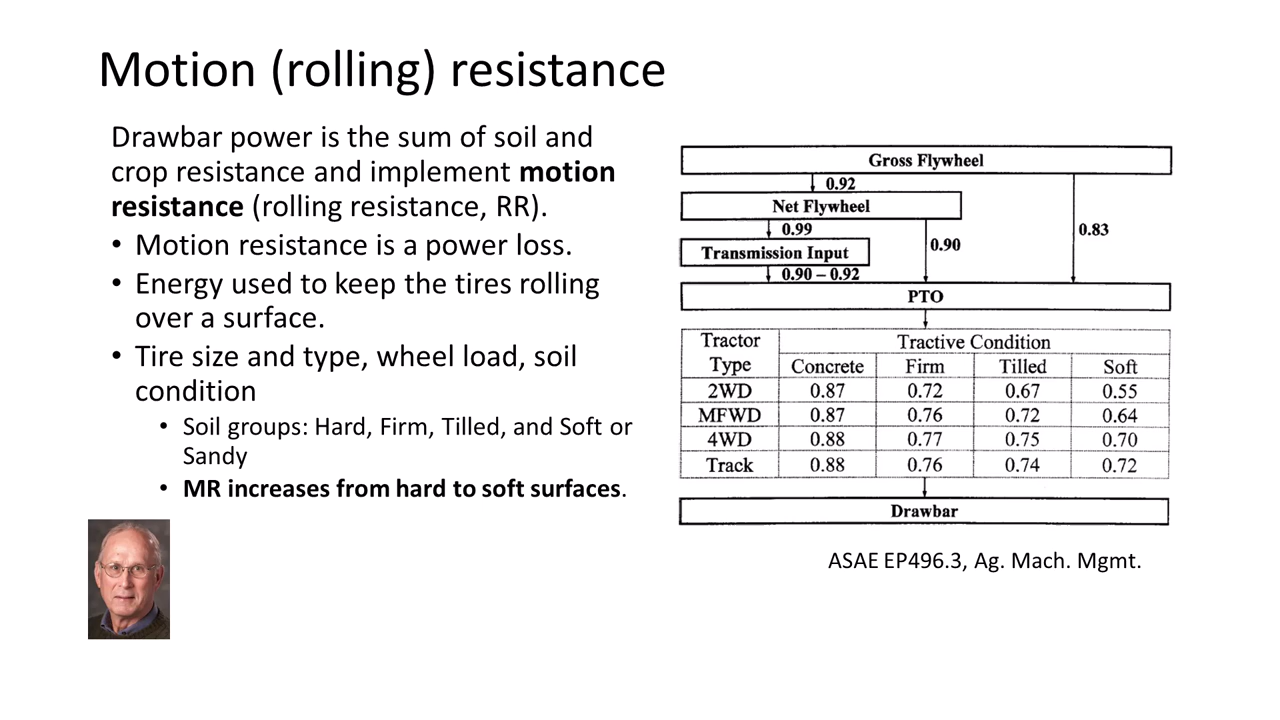 Motion (rolling) resistance
Drawbar power is the sum of soil and
crop resistance and implement motion
resistance (rolling resistance, RR).
• Motion resistance is a power loss.
• Energy used to keep the tires rolling
over a surface.
• Tire size and type, wheel load, soil
condition
• Soil groups: Hard, Firm, Tilled, and Soft or
Sandy
• MR increases from hard to soft surfaces.
Gross Flywheel
0.92
Net Flywheel
0.99
0.90
0.83
Transmission Input
0.90 – 0.92
PTO
Tractor Type Tractive Condition
Concrete Firm Tilled Soft
2WD 0.87 0.72 0.67 0.55
MFWD 0.87 0.76 0.72 0.64
4WD 0.88 0.77 0.75 0.70
Track 0.88 0.76 0.74 0.72
Drawbar
ASAE EP496.3, Ag. Mach. Mgmt.